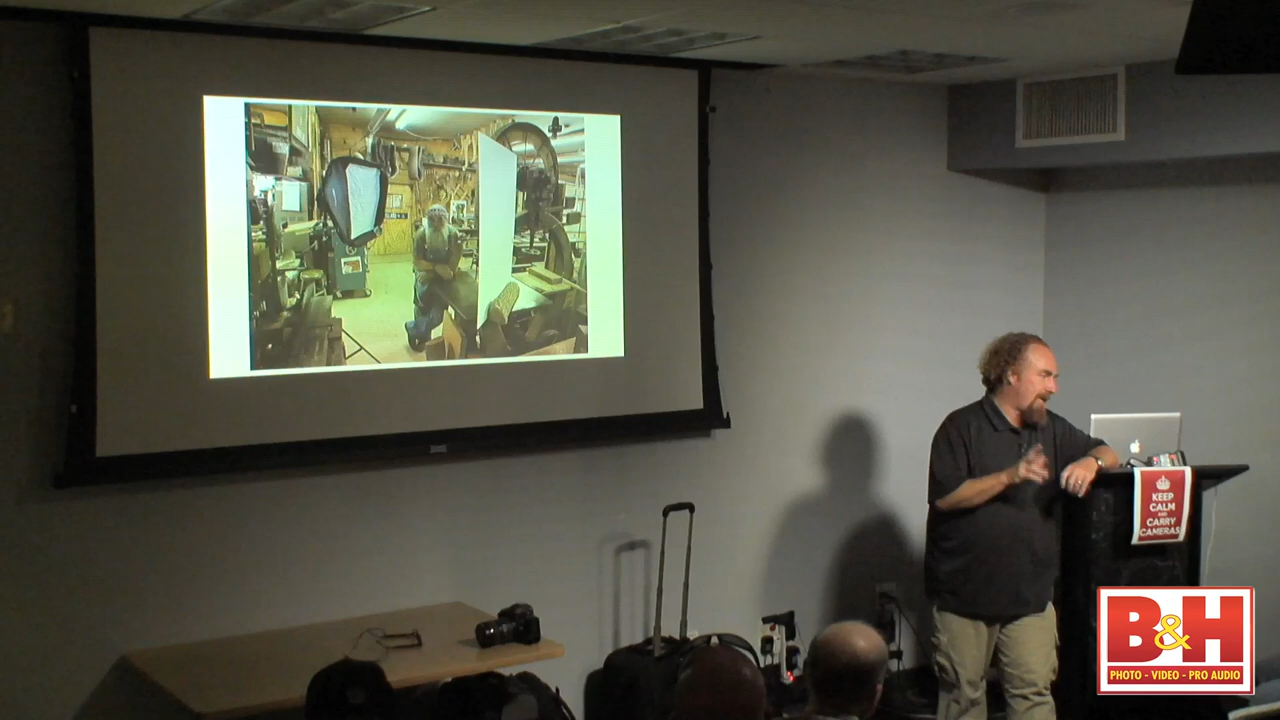 KEEP
CALM
AND
CARRY
CAMERAS
B&H
PHOTO - VIDEO - PRO AUDIO